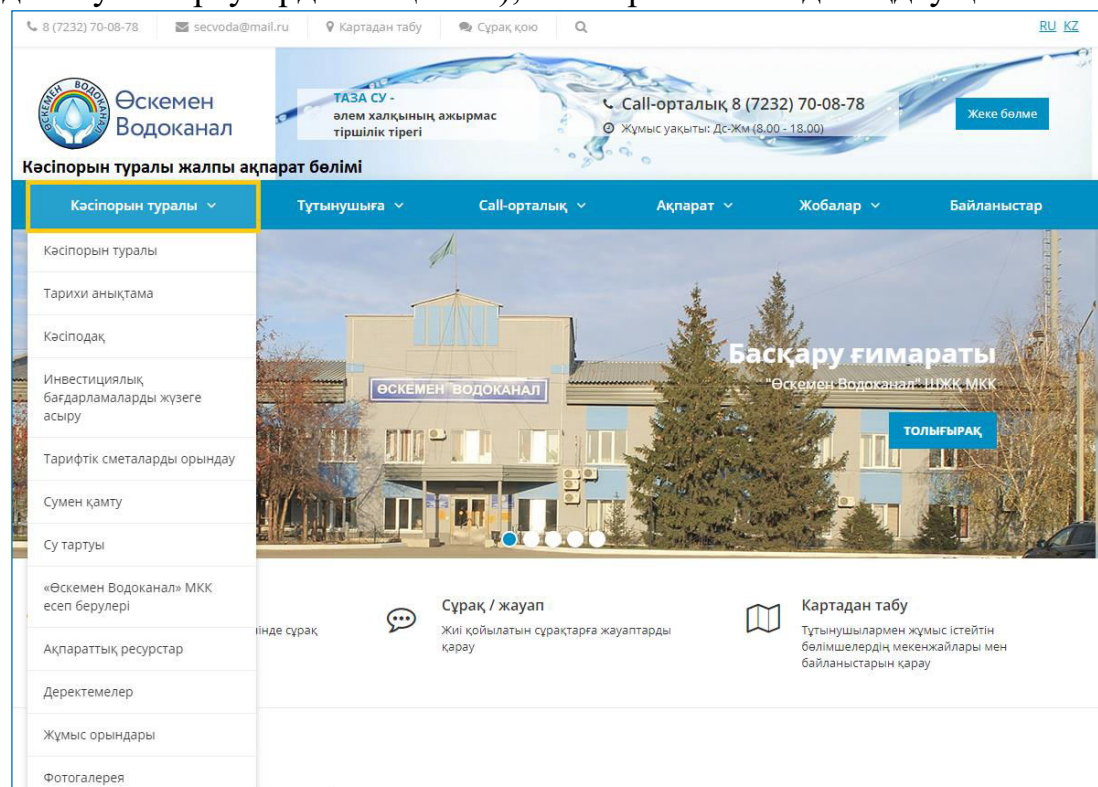 8 (7232) 70-08-78
secvoda@mail.ru
Картадан табу
Сұрақ қою
RU KZ
ӨСКЕМЕН ВОДОКАНАЛ
Өскемен
Водоканал
ТАЗА СУ -
әлем халқының ажырмас
тіршілік тірегі
Call-орталық 8 (7232) 70-08-78
Жұмыс уақыты: Дс-Жм (8.00 - 18.00)
Жеке бөлме
Кәсіпорын туралы жалпы ақпарат бөлімі
Кәсіпорын туралы
Тұтынушыға
Call-орталық
Ақпарат
Жобалар
Байланыстар
Кәсіпорын туралы
Тарихи анықтама
Кәсіподақ
Инвестициялық
бағдарламаларды жүзеге
асыру
Тарифтік сметаларды орындау
Сумен қамту
Су тартуы
«Өскемен Водоканал» МКК
есеп берулері
Ақпараттық ресурстар
Деректемелер
Жұмыс орындары
Фотогалерея
ӨСКЕМЕН ВОДОКАНАЛ
Басқару ғимараты
"Өскемен Водоканал" ШЖҚ МКК
ТОЛЫҒЫРАҚ
сұрақ
Сұрақ / жауап
Жиі қойылатын сұрақтарға жауаптарды
қарау
Картадан табу
Тұтынушылармен жұмыс істейтін
бөлімшелердің мекенжайлары мен
байланыстарын қарау